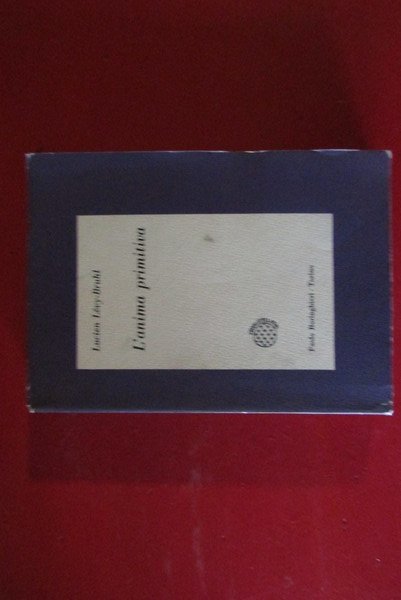 Lucien Lévy-Bruhl
L'anima primitiva
Paolo Boringhieri · Torino